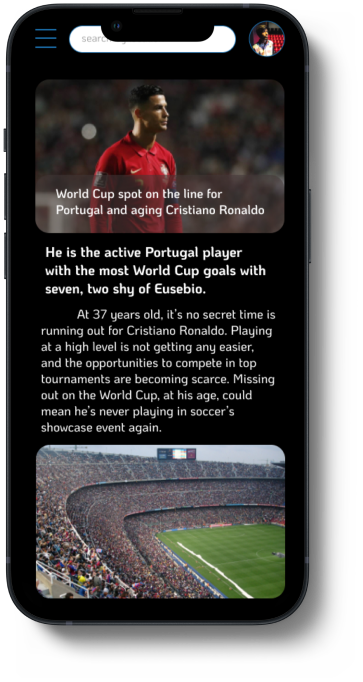 search
World Cup spot on the line for
Portugal and aging Cristiano Ronaldo
He is the active Portugal player
with the most World Cup goals with
seven, two shy of Eusebio.
At 37 years old, it's no secret time is
running out for Cristiano Ronaldo. Playing
at a high level is not getting any easier,
and the opportunities to compete in top
tournaments are becoming scarce. Missing
out on the World Cup, at his age, could
mean he's never playing in soccer's
showcase event again.